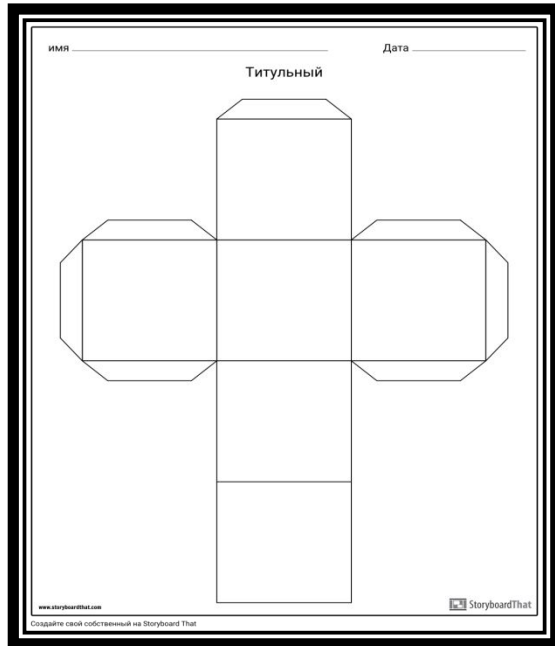 имя
Дата
Титульный
www.storyboardthat.com
StoryboardThat
Создайте свой собственный на Storyboard That